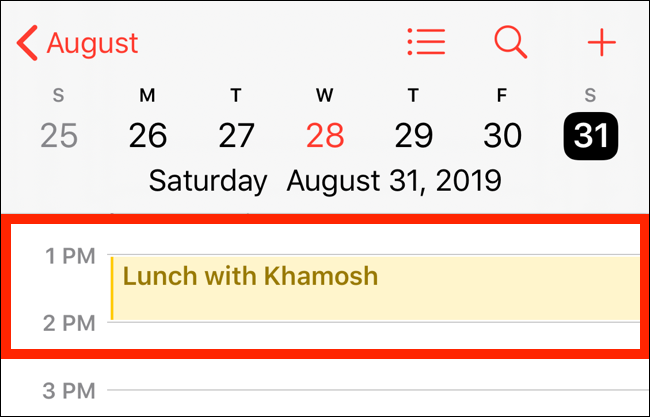 August
S M T W T F S
25 26 27 28 29 30 31
Saturday August 31, 2019
1 PM
Lunch with Khamosh
2 PM
3 PM